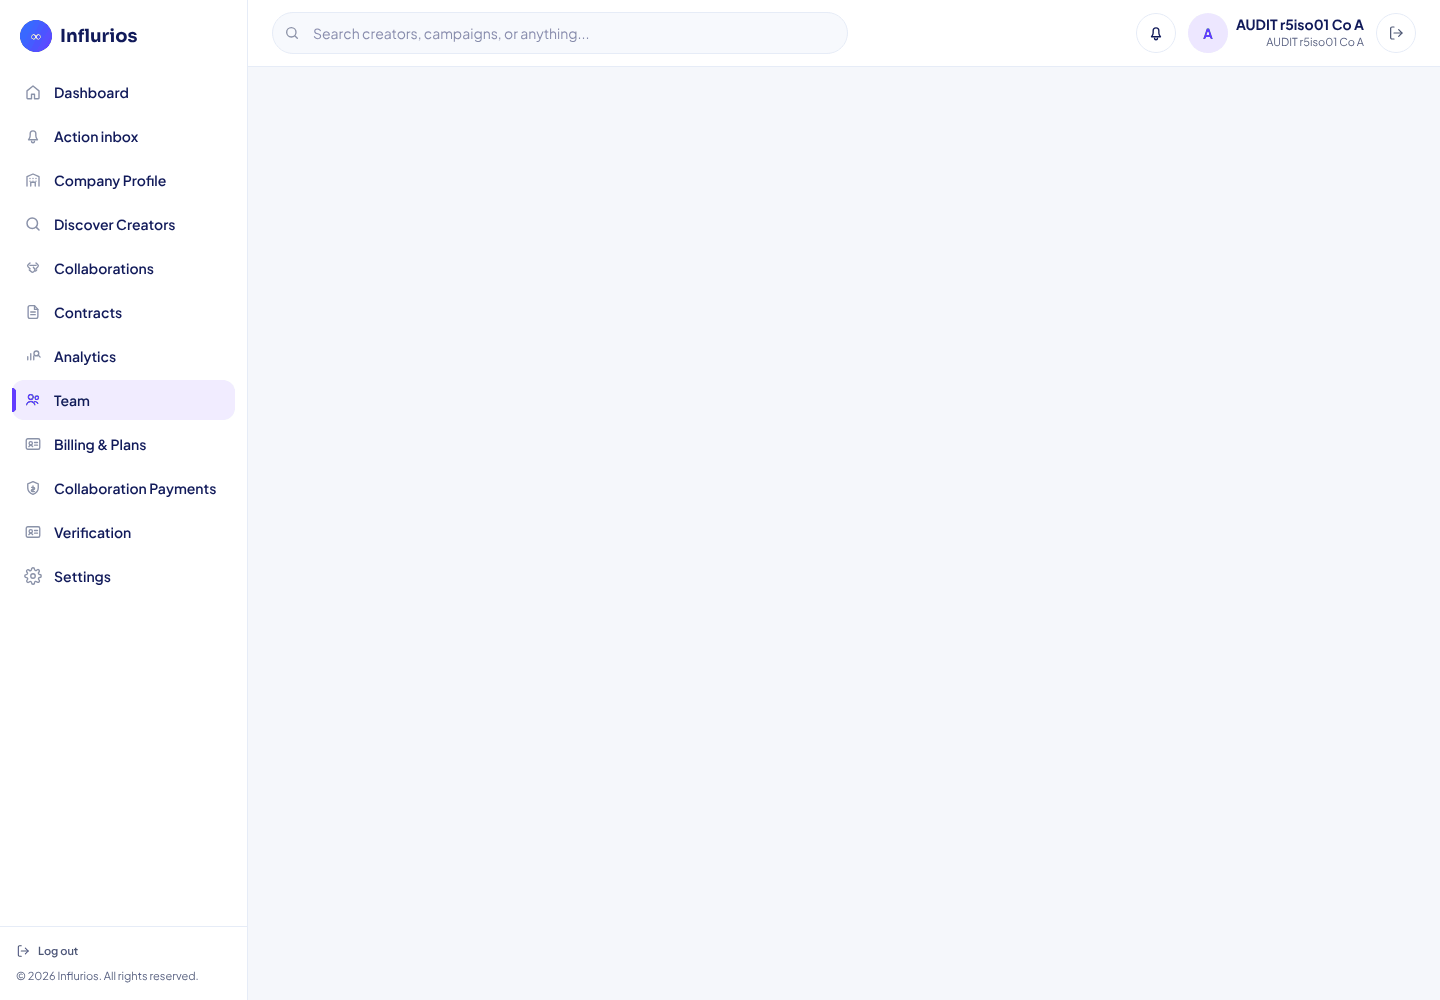 ∞ Influrios
Dashboard
Action inbox
Company Profile
Discover Creators
Collaborations
Contracts
Analytics
Team
Billing & Plans
Collaboration Payments
Verification
Settings
Log out
© 2026 Influrios. All rights reserved.
Search creators, campaigns, or anything...
A
AUDIT r5iso01 Co A
AUDIT r5iso01 Co A